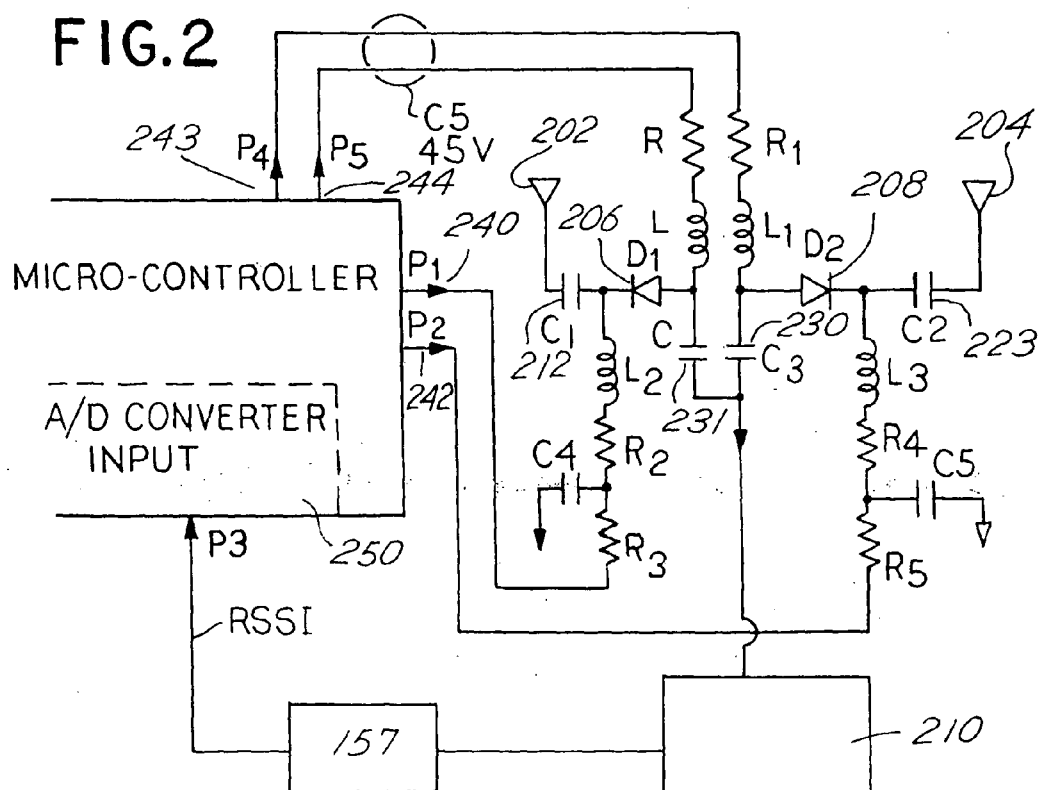 FIG.2
C5
45V
243
P4
P5
244
R
R1
202
204
206
208
L
L1
D1
D2
MICRO-CONTROLLER
P1
240
C1
212
C
C3
230
C2
223
P2
242
L2
231
L3
A/D CONVERTER
INPUT
C4
R2
R4
C5
P3
250
R3
R5
RSSI
157
210